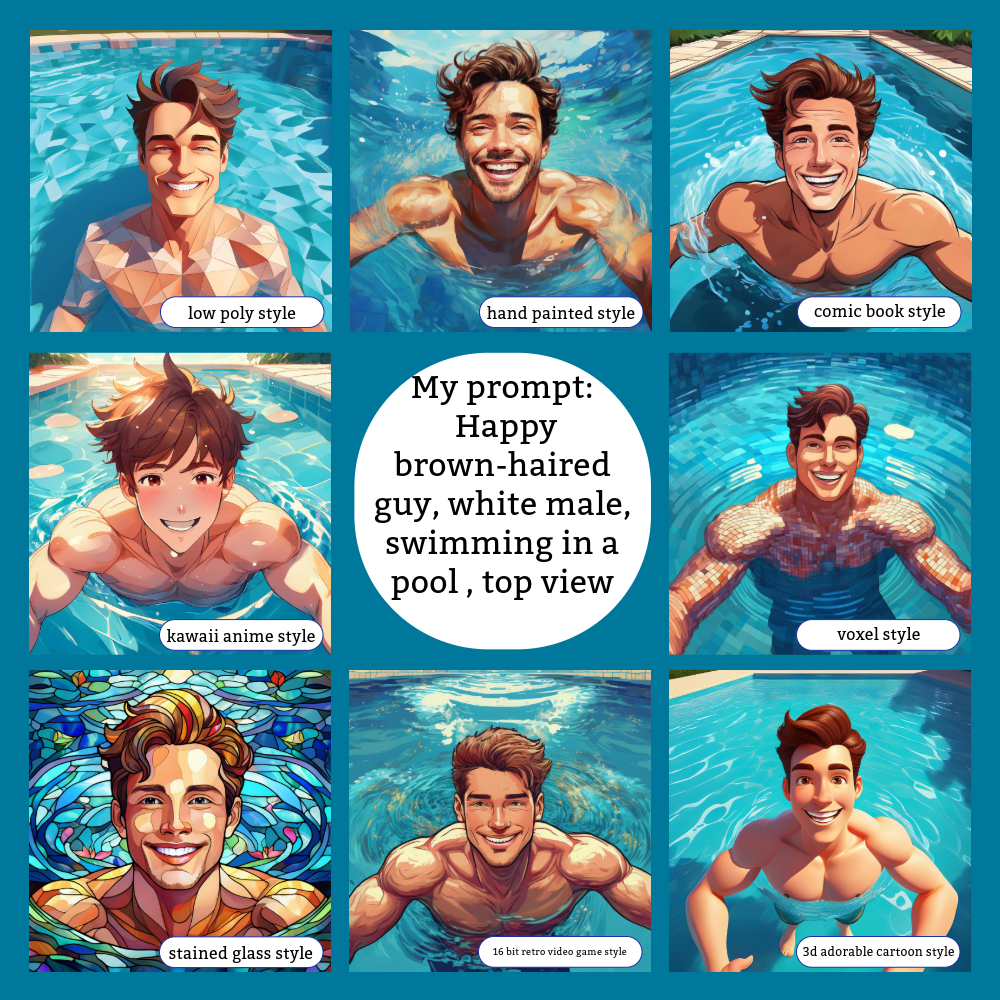 low poly style
hand painted style
comic book style
kawaii anime style
My prompt:
Happy
brown-haired
guy, white male,
swimming in a
pool , top view
voxel style
stained glass style
16 bit retro video game style
3d adorable cartoon style